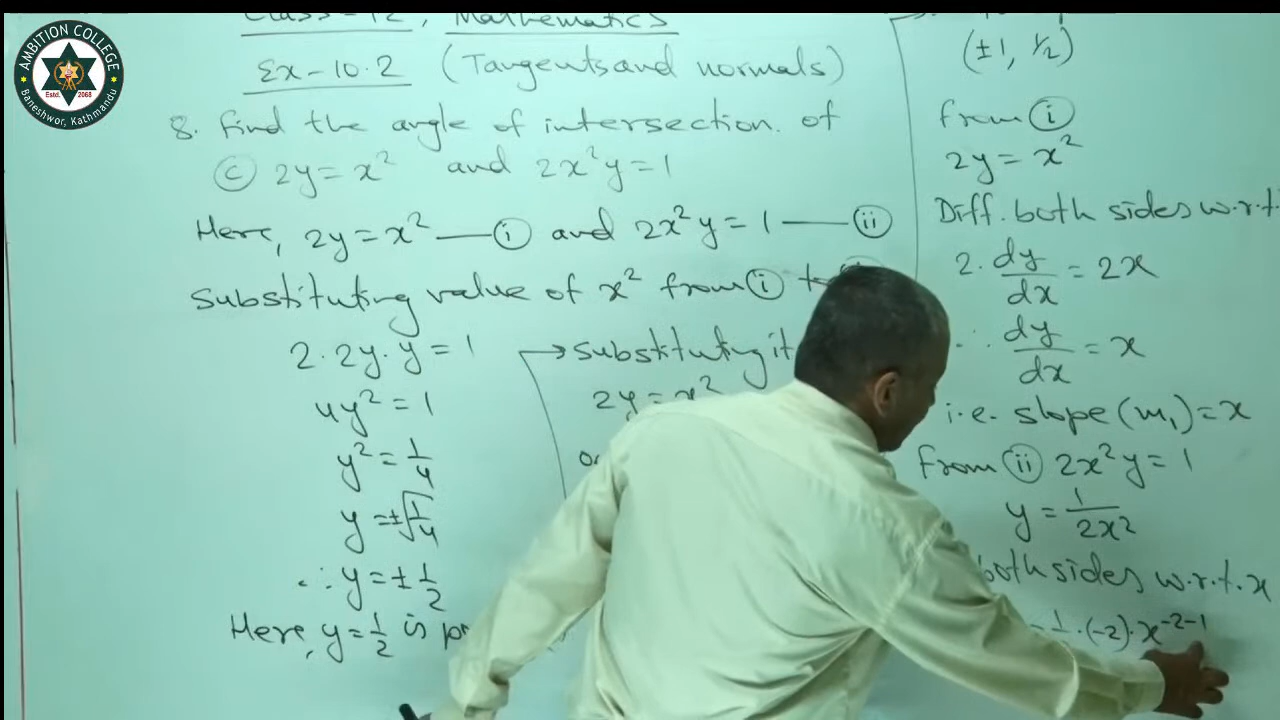 AMBITION COLLEGE
Estd. 2068
Baneshwor, Kathmandu
Class-12, Mathematics
Ex-10.2 (Tangents and normals)
8. Find the angle of intersection of
(c) 2y = x² and 2x²y = 1
Here, 2y = x² — (i) and 2x²y = 1 — (ii)
Substituting value of x² from (i) to
2·2y·y = 1
4y² = 1
y² = 1/4
y = ±√1/4
∴ y = ± 1/2
Here, y = 1/2 is
→ Substituting it
2y = x²
(±1, 1/2)
from (i)
2y = x²
Diff. both sides w.r.t.
2. dy/dx = 2x
∴ dy/dx = x
i.e. slope (m₁) = x
From (ii) 2x²y = 1
y = 1/2x²
both sides w.r.t. x
= 1/2 · (-2) · x⁻²⁻¹